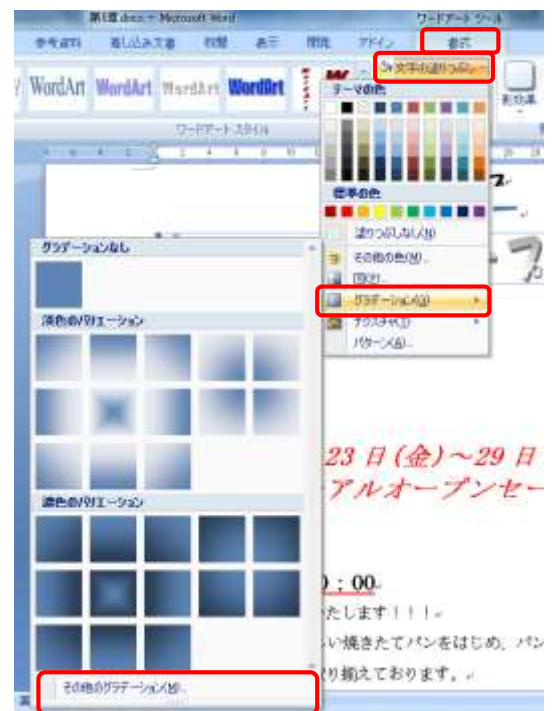 第1章.docx - Microsoft Word
ワードアート ツール
参考資料 差し込み文書 校閲 表示 開発 アドイン 書式
WordArt WordArt WordArt WordArt
文字の塗りつぶし
ワードアート スタイル
テーマの色
標準の色
塗りつぶしなし(N)
その他の色(M)...
図(P)...
グラデーション(G)
テクスチャ(T)
パターン(A)...
グラデーションなし
淡色のバリエーション
濃色のバリエーション
その他のグラデーション(M)...
23 日(金)～29 日
アルオープンセー
：00
たします！！！
い焼きたてパンをはじめ、パン
り揃えております。